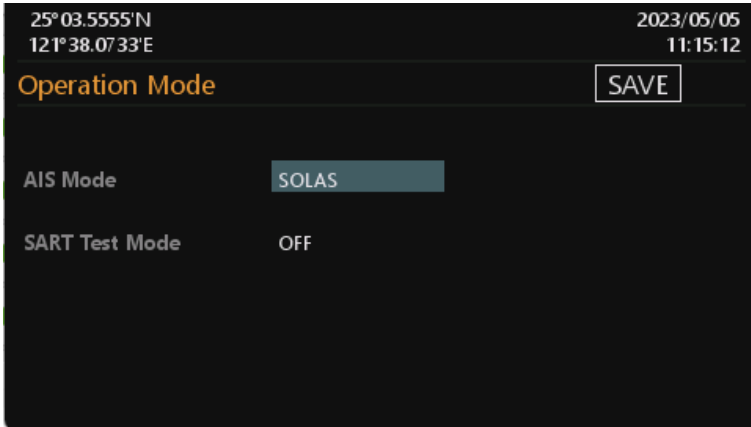 25°03.5555'N
2023/05/05
121°38.0733'E
11:15:12
Operation Mode
SAVE
AIS Mode
SOLAS
SART Test Mode
OFF